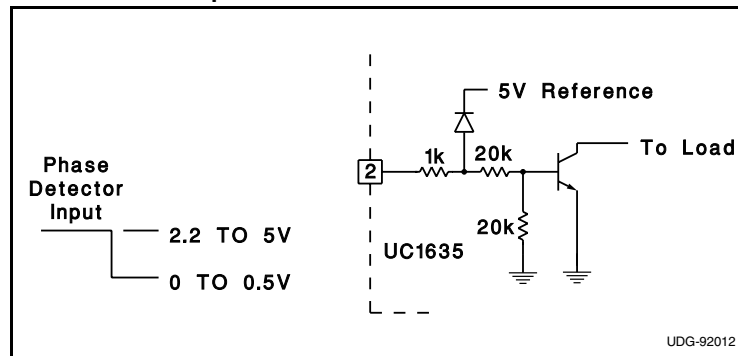 5V Reference
1k
20k
To Load
2
Phase
Detector
Input
2.2 TO 5V
20k
UC1635
0 TO 0.5V
UDG-92012